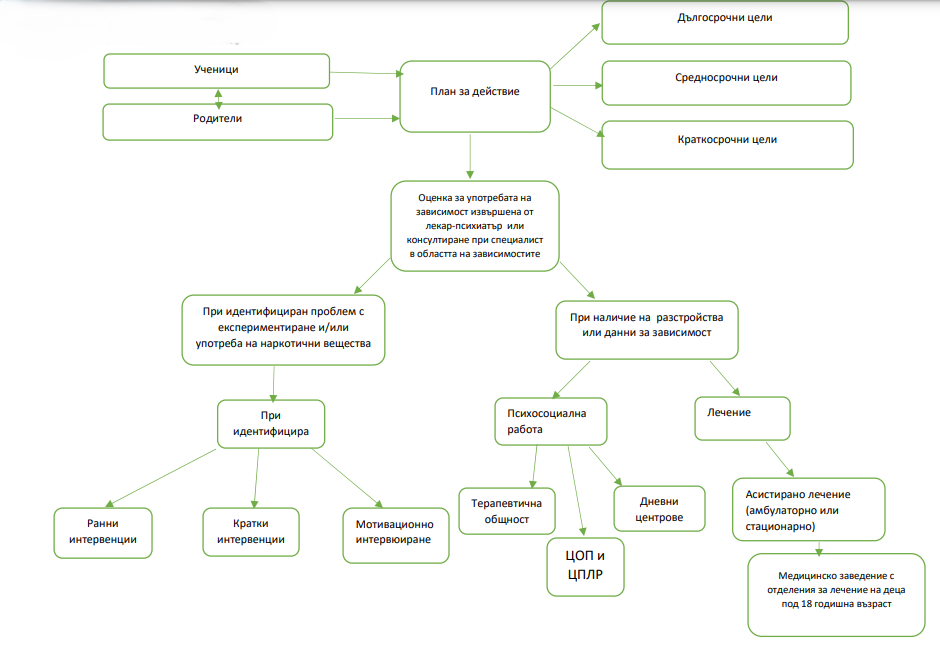 Дългосрочни цели
Ученици
План за действие
Средносрочни цели
Родители
Краткосрочни цели
Оценка за употребата на
зависимост извършена от
лекар-психиатър или
консултиране при специалист
в областта на зависимостите
При идентифициран проблем с
експериментиране и/или
употреба на наркотични вещества
При наличие на разстройства
или данни за зависимост
При
идентифицира
Психосоциална
работа
Лечение
Ранни
интервенции
Кратки
интервенции
Мотивационно
интервюиране
Терапевтична
общност
ЦОП и
ЦПЛР
Дневни
центрове
Асистирано лечение
(амбулаторно или
стационарно)
Медицинско заведение с
отделения за лечение на деца
под 18 годишна възраст